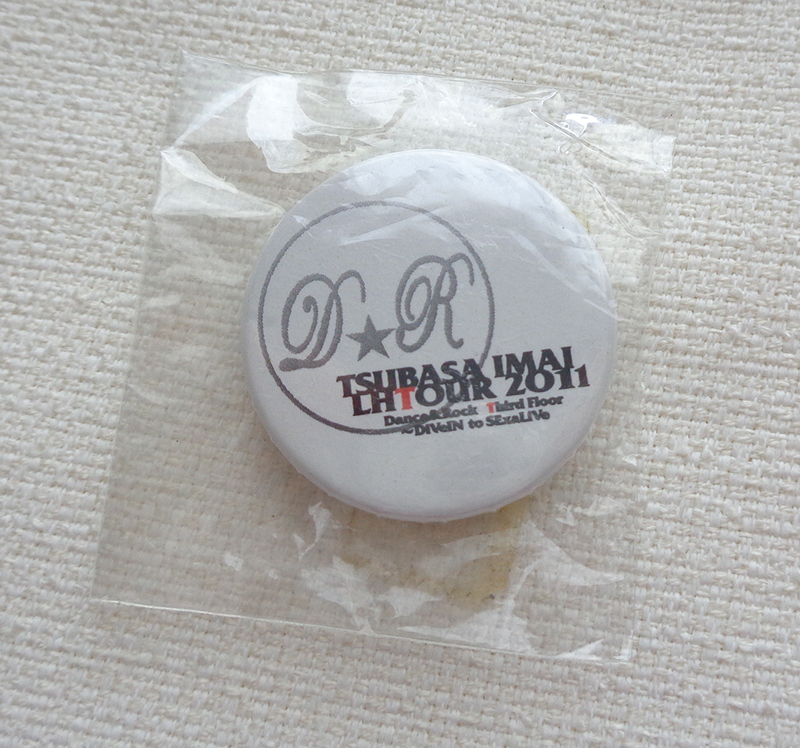 D★R
TSUBASA IMAI
LHTOUR 2011
Dance&Rock Third Floor
~DIVeIN to SExaLiVe